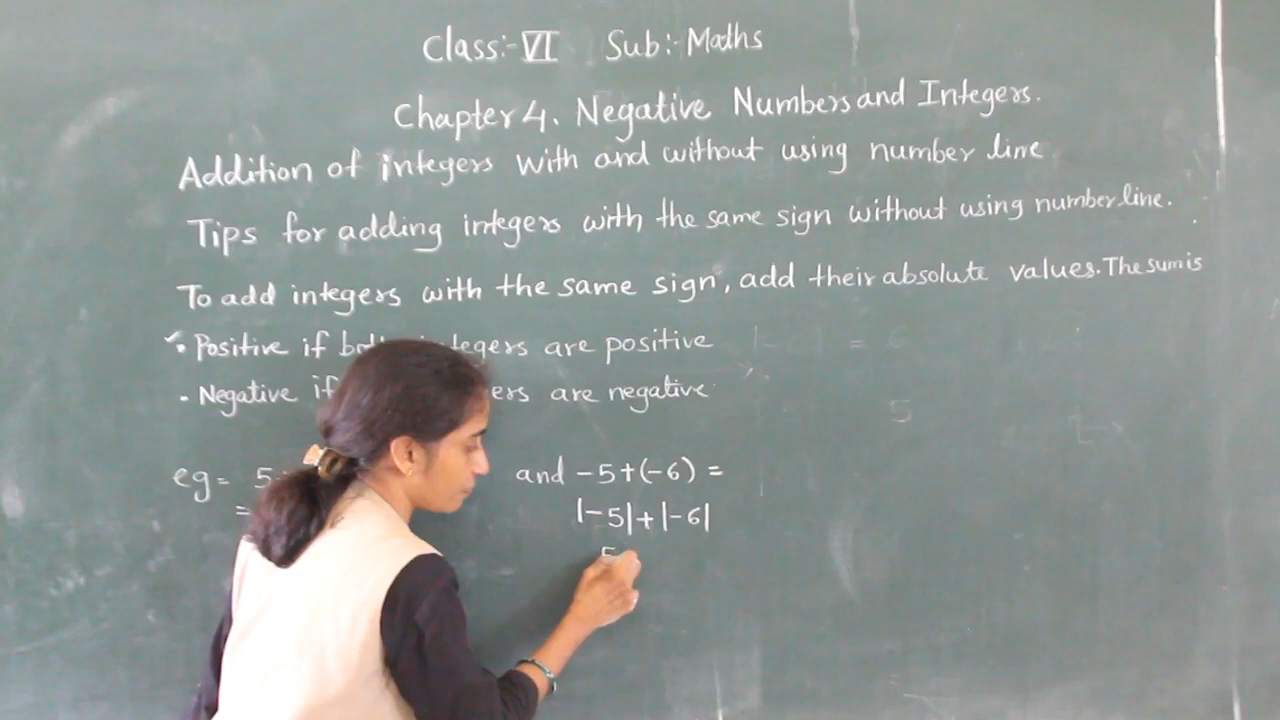 Class:- VI Sub:- Maths
Chapter 4. Negative Numbers and Integers.
Addition of integers with and without using number line
Tips for adding integers with the same sign without using number line.
To add integers with the same sign, add their absolute values. The sum is
• Positive if are positive
• Negative if are negative
eg = 5 and -5+(-6) =
= |-5|+|-6|
5